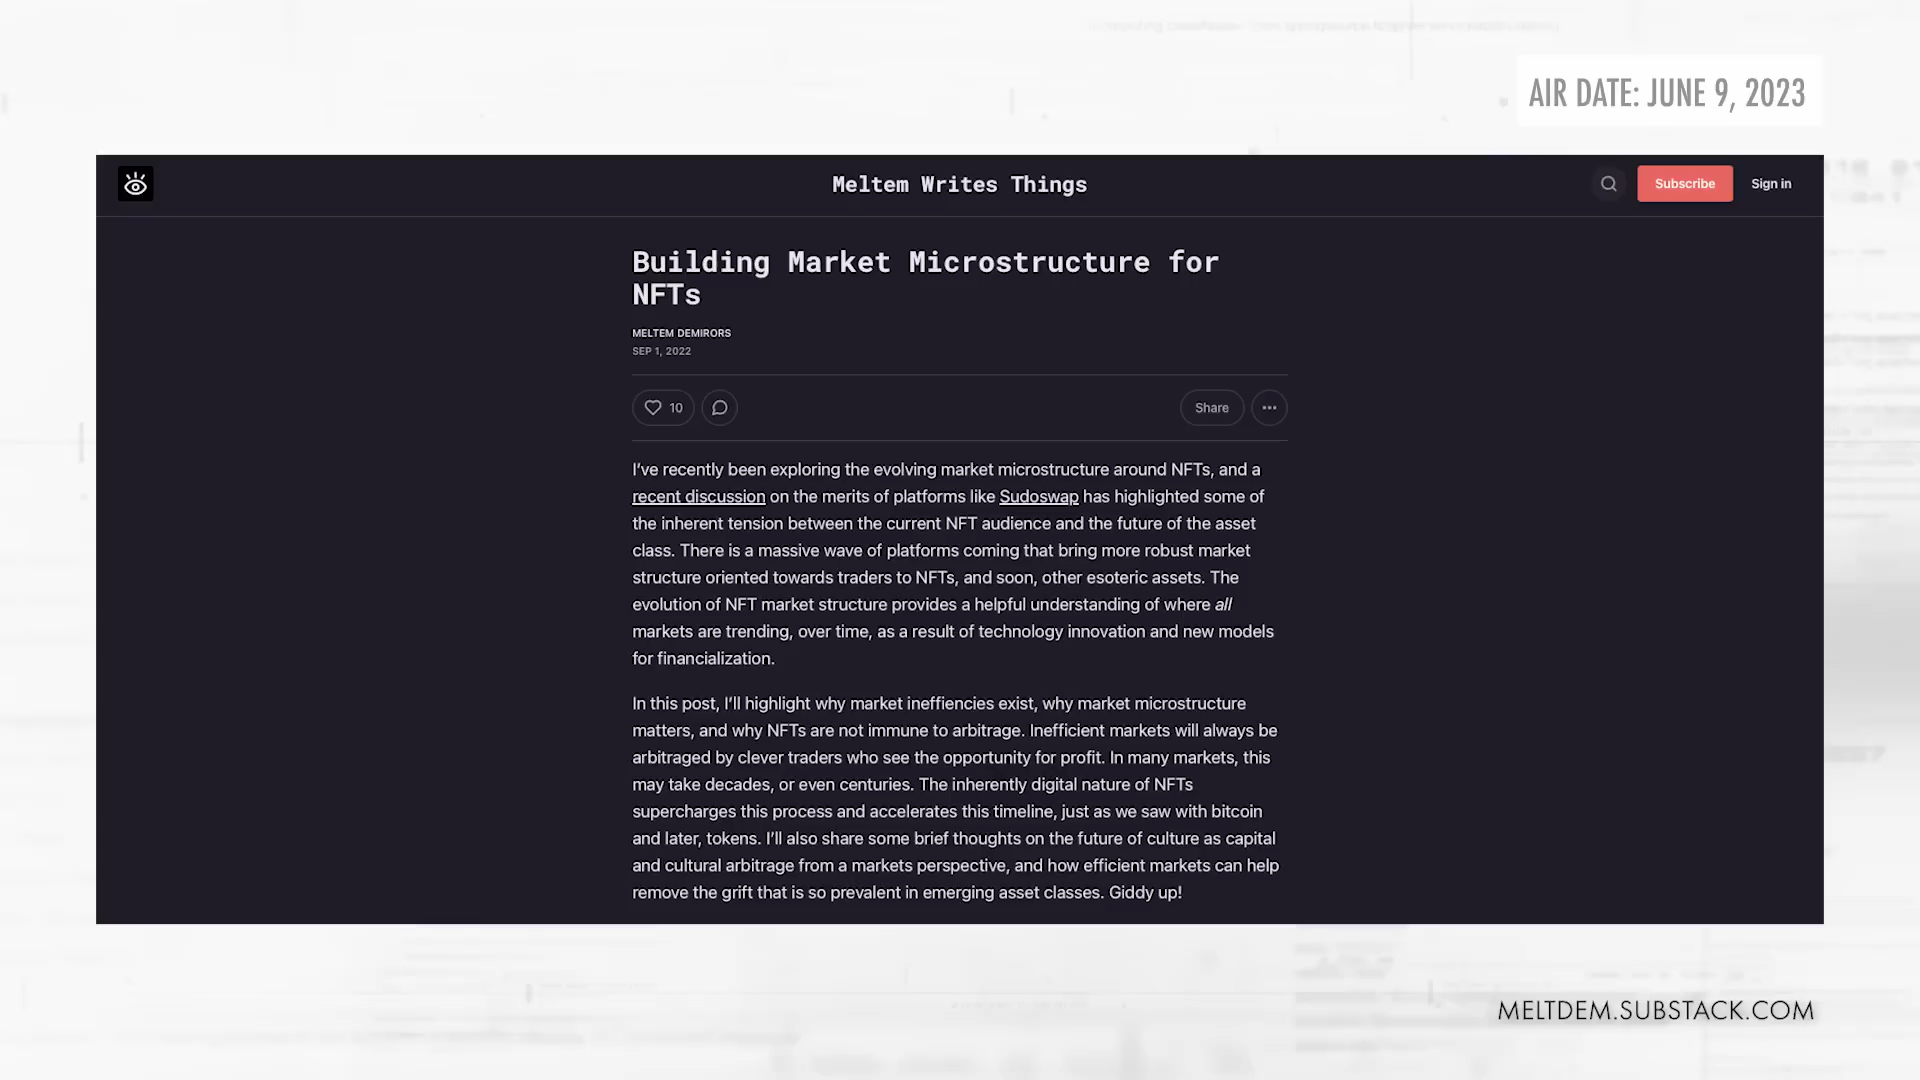 AIR DATE: JUNE 9, 2023
Meltem Writes Things
Subscribe
Sign in
Building Market Microstructure for
NFTs
MELTEM DEMIRORS
SEP 1, 2022
10
Share
I’ve recently been exploring the evolving market microstructure around NFTs, and a
recent discussion on the merits of platforms like Sudoswap has highlighted some of
the inherent tension between the current NFT audience and the future of the asset
class. There is a massive wave of platforms coming that bring more robust market
structure oriented towards traders to NFTs, and soon, other esoteric assets. The
evolution of NFT market structure provides a helpful understanding of where all
markets are trending, over time, as a result of technology innovation and new models
for financialization.
In this post, I’ll highlight why market ineffiencies exist, why market microstructure
matters, and why NFTs are not immune to arbitrage. Inefficient markets will always be
arbitraged by clever traders who see the opportunity for profit. In many markets, this
may take decades, or even centuries. The inherently digital nature of NFTs
supercharges this process and accelerates this timeline, just as we saw with bitcoin
and later, tokens. I’ll also share some brief thoughts on the future of culture as capital
and cultural arbitrage from a markets perspective, and how efficient markets can help
remove the grift that is so prevalent in emerging asset classes. Giddy up!
MELTDEM.SUBSTACK.COM